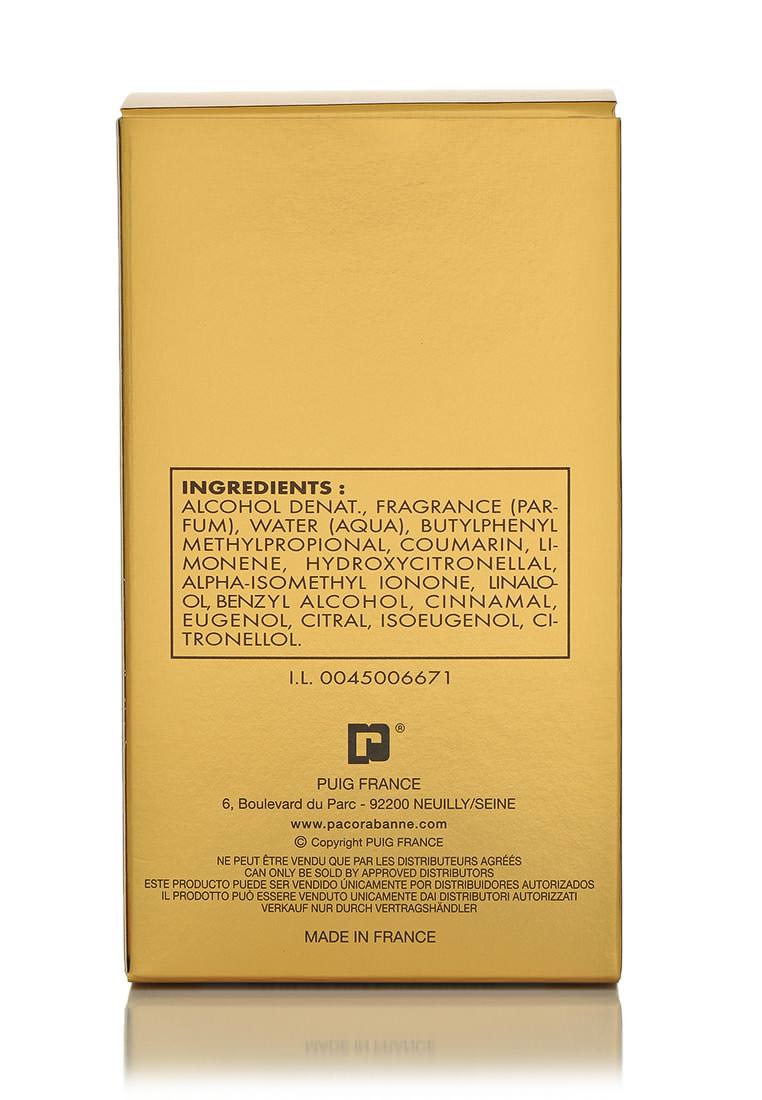 INGREDIENTS :
ALCOHOL DENAT., FRAGRANCE (PAR-
FUM), WATER (AQUA), BUTYLPHENYL
METHYLPROPIONAL, COUMARIN, LI-
MONENE, HYDROXYCITRONELLAL,
ALPHA-ISOMETHYL IONONE, LINALO-
OL, BENZYL ALCOHOL, CINNAMAL,
EUGENOL, CITRAL, ISOEUGENOL, CI-
TRONELLOL.
I.L. 0045006671
®
PUIG FRANCE
6, Boulevard du Parc - 92200 NEUILLY/SEINE
www.pacorabanne.com
© Copyright PUIG FRANCE
NE PEUT ÊTRE VENDU QUE PAR LES DISTRIBUTEURS AGRÉÉS
CAN ONLY BE SOLD BY APPROVED DISTRIBUTORS
ESTE PRODUCTO PUEDE SER VENDIDO ÚNICAMENTE POR DISTRIBUIDORES AUTORIZADOS
IL PRODOTTO PUÒ ESSERE VENDUTO UNICAMENTE DAI DISTRIBUTORI AUTORIZZATI
VERKAUF NUR DURCH VERTRAGSHÄNDLER
MADE IN FRANCE